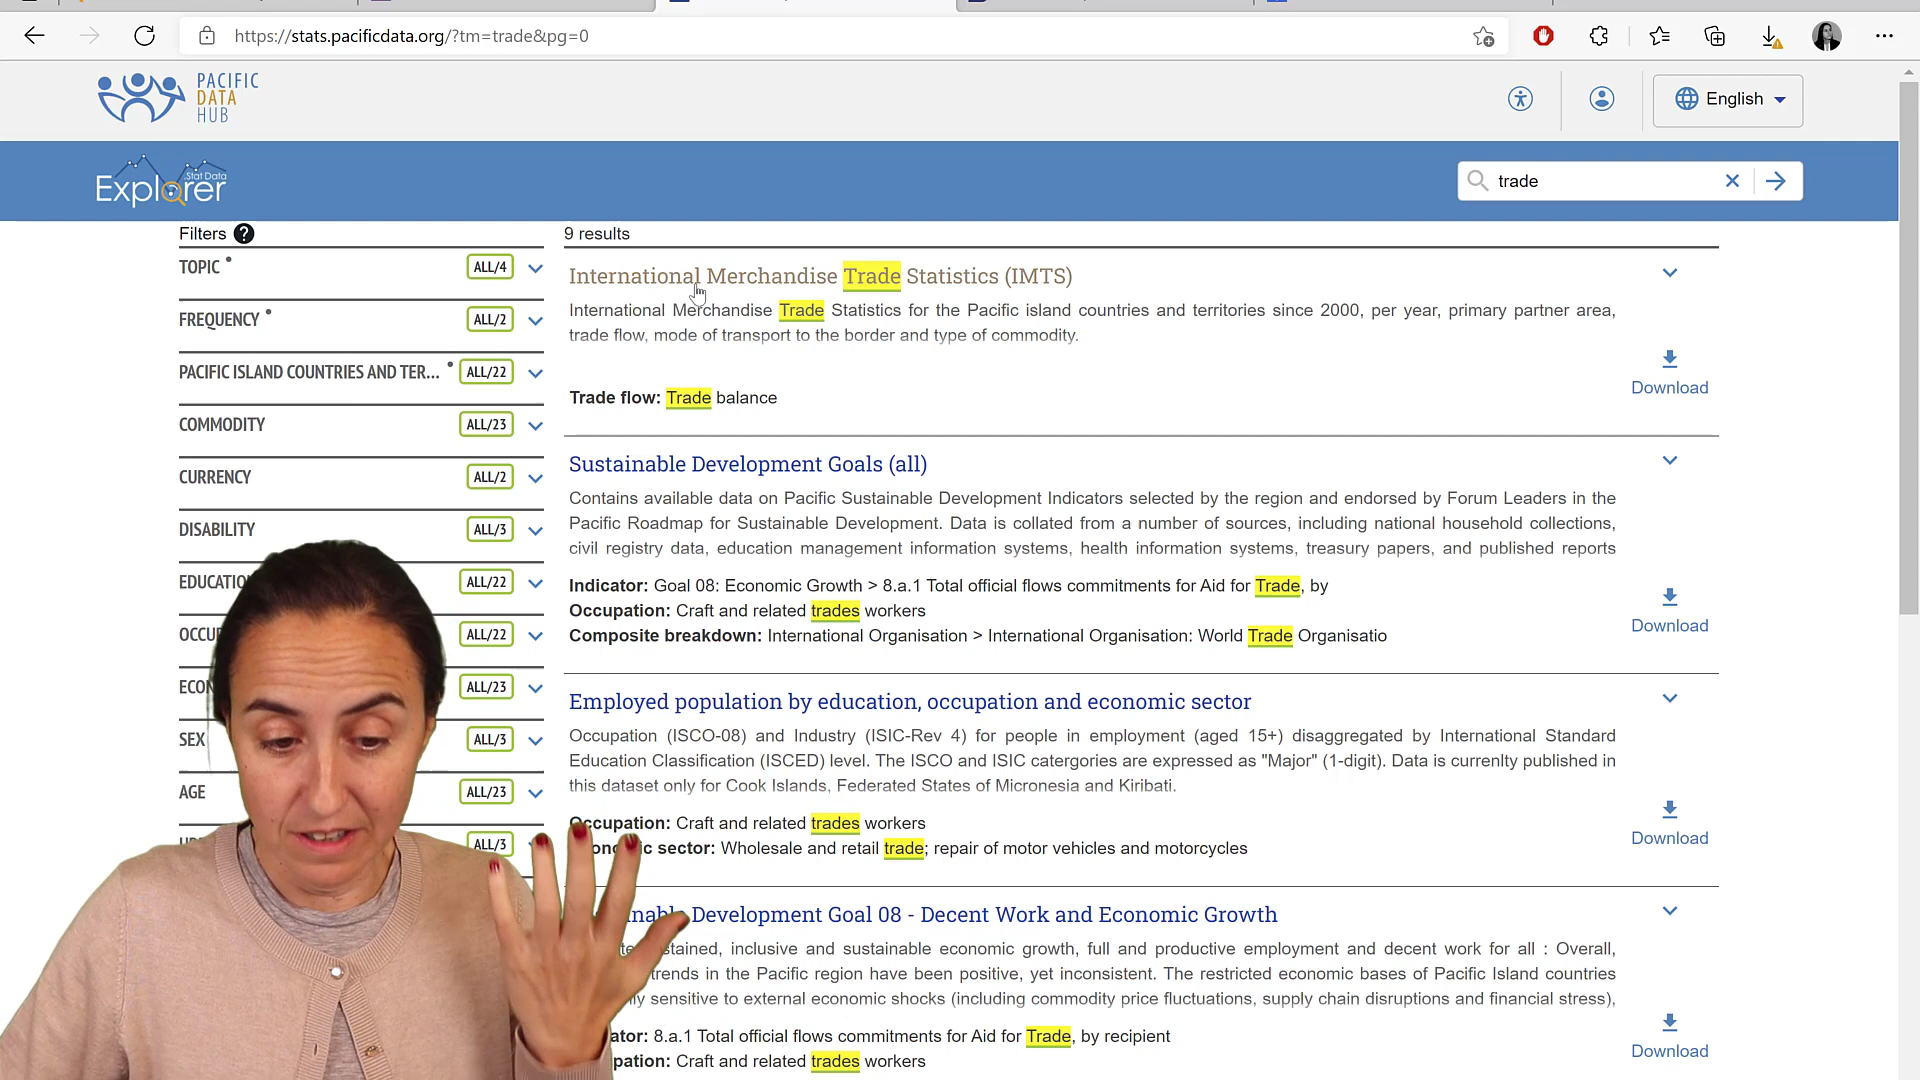 https://stats.pacificdata.org/?tm=trade&pg=0
PACIFIC
DATA
HUB
English
.Stat Data
Explorer
trade
Filters ?
9 results
TOPIC ALL/4
FREQUENCY ALL/2
PACIFIC ISLAND COUNTRIES AND TER... ALL/22
COMMODITY ALL/23
CURRENCY ALL/2
DISABILITY ALL/3
ALL/22
ALL/22
ALL/23
SEX ALL/3
AGE ALL/23
ALL/3
International Merchandise Trade Statistics (IMTS)
International Merchandise Trade Statistics for the Pacific island countries and territories since 2000, per year, primary partner area,
trade flow, mode of transport to the border and type of commodity.
Trade flow: Trade balance
Download
Sustainable Development Goals (all)
Contains available data on Pacific Sustainable Development Indicators selected by the region and endorsed by Forum Leaders in the
Pacific Roadmap for Sustainable Development. Data is collated from a number of sources, including national household collections,
civil registry data, education management information systems, health information systems, treasury papers, and published reports
Indicator: Goal 08: Economic Growth > 8.a.1 Total official flows commitments for Aid for Trade, by
Occupation: Craft and related trades workers
Composite breakdown: International Organisation > International Organisation: World Trade Organisatio
Download
Employed population by education, occupation and economic sector
Occupation (ISCO-08) and Industry (ISIC-Rev 4) for people in employment (aged 15+) disaggregated by International Standard
Education Classification (ISCED) level. The ISCO and ISIC catergories are expressed as "Major" (1-digit). Data is currenlty published in
this dataset only for Cook Islands, Federated States of Micronesia and Kiribati.
Occupation: Craft and related trades workers
sector: Wholesale and retail trade; repair of motor vehicles and motorcycles
Download
Development Goal 08 - Decent Work and Economic Growth
inclusive and sustainable economic growth, full and productive employment and decent work for all : Overall,
trends in the Pacific region have been positive, yet inconsistent. The restricted economic bases of Pacific Island countries
sensitive to external economic shocks (including commodity price fluctuations, supply chain disruptions and financial stress),
8.a.1 Total official flows commitments for Aid for Trade, by recipient
Craft and related trades workers
Download